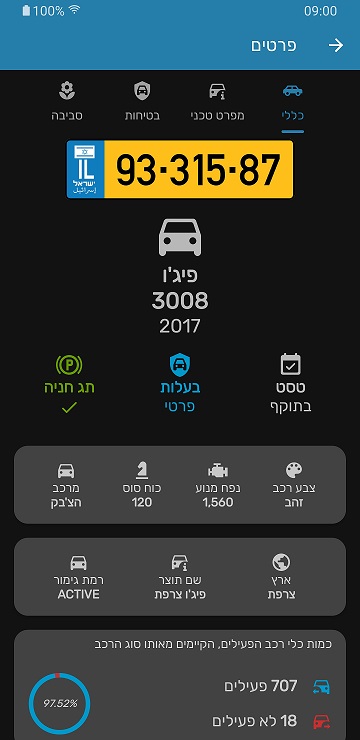 100% 09:00
פרטים
כללי מפרט טכני בטיחות סביבה
IL
ישראל
إسرائيل
93·315·87
פיג'ו
3008
2017
טסט בעלות תג חניה
בתוקף פרטי
צבע רכב נפח מנוע כוח סוס מרכב
זהב 1,560 120 הצ'בק
ארץ שם תוצר רמת גימור
צרפת פיג'ו צרפת ACTIVE
כמות כלי רכב הפעילים, הקיימים מאותו סוג הרכב
707 פעילים
97.52%
18 לא פעילים